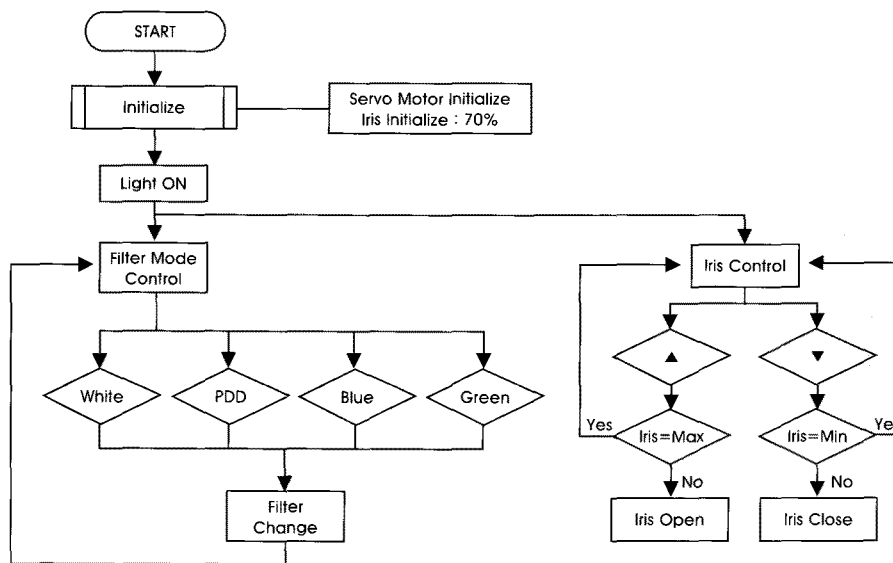 START
Initialize
Servo Motor Initialize
Iris Initialize : 70%
Light ON
Filter Mode
Control
Iris Control
▲
▼
White
PDD
Blue
Green
Yes
Iris=Max
Iris=Min
Yes
No
No
Filter
Change
Iris Open
Iris Close